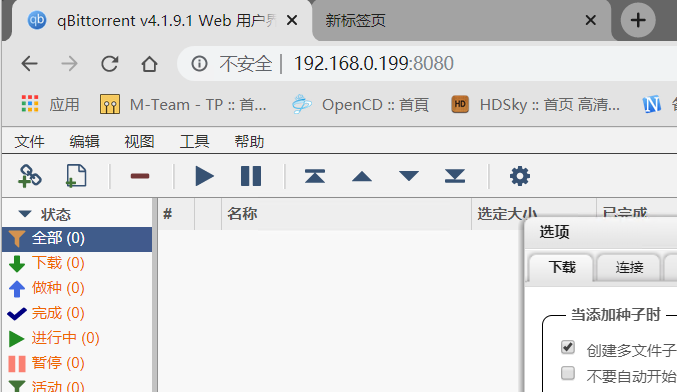 qBittorrent v4.1.9.1 Web 用户界 新标签页
不安全 | 192.168.0.199:8080
应用 M-Team - TP :: 首... OpenCD :: 首頁 HDSky :: 首页 高清...
文件 编辑 视图 工具 帮助
状态 # 名称 选定大小 已完成
全部 (0)
选项
下载 (0)
下载 连接
做种 (0)
完成 (0)
当添加种子时
进行中 (0)
创建多文件子
暂停 (0)
不要自动开始
活动 (0)